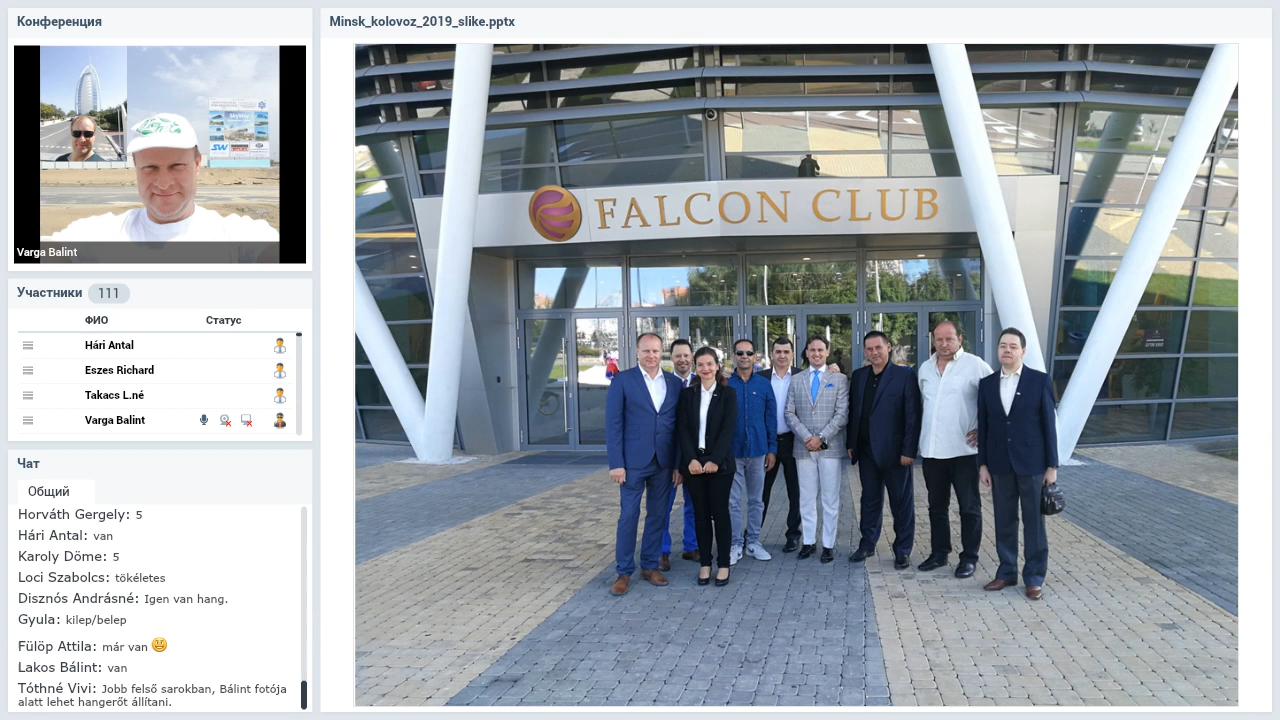 Конференция
SkyWay
SW
Varga Balint
Участники 111
ФИО Статус
Hári Antal
Eszes Richard
Takacs L.né
Varga Balint
Чат
Общий
Horváth Gergely: 5
Hári Antal: van
Karoly Döme: 5
Loci Szabolcs: tökéletes
Disznós Andrásné: Igen van hang.
Gyula: kilep/belep
Fülöp Attila: már van
Lakos Bálint: van
Tóthné Vivi: Jobb felső sarokban, Bálint fotója
alatt lehet hangerőt állítani.
Minsk_kolovoz_2019_slike.pptx
FALCON CLUB